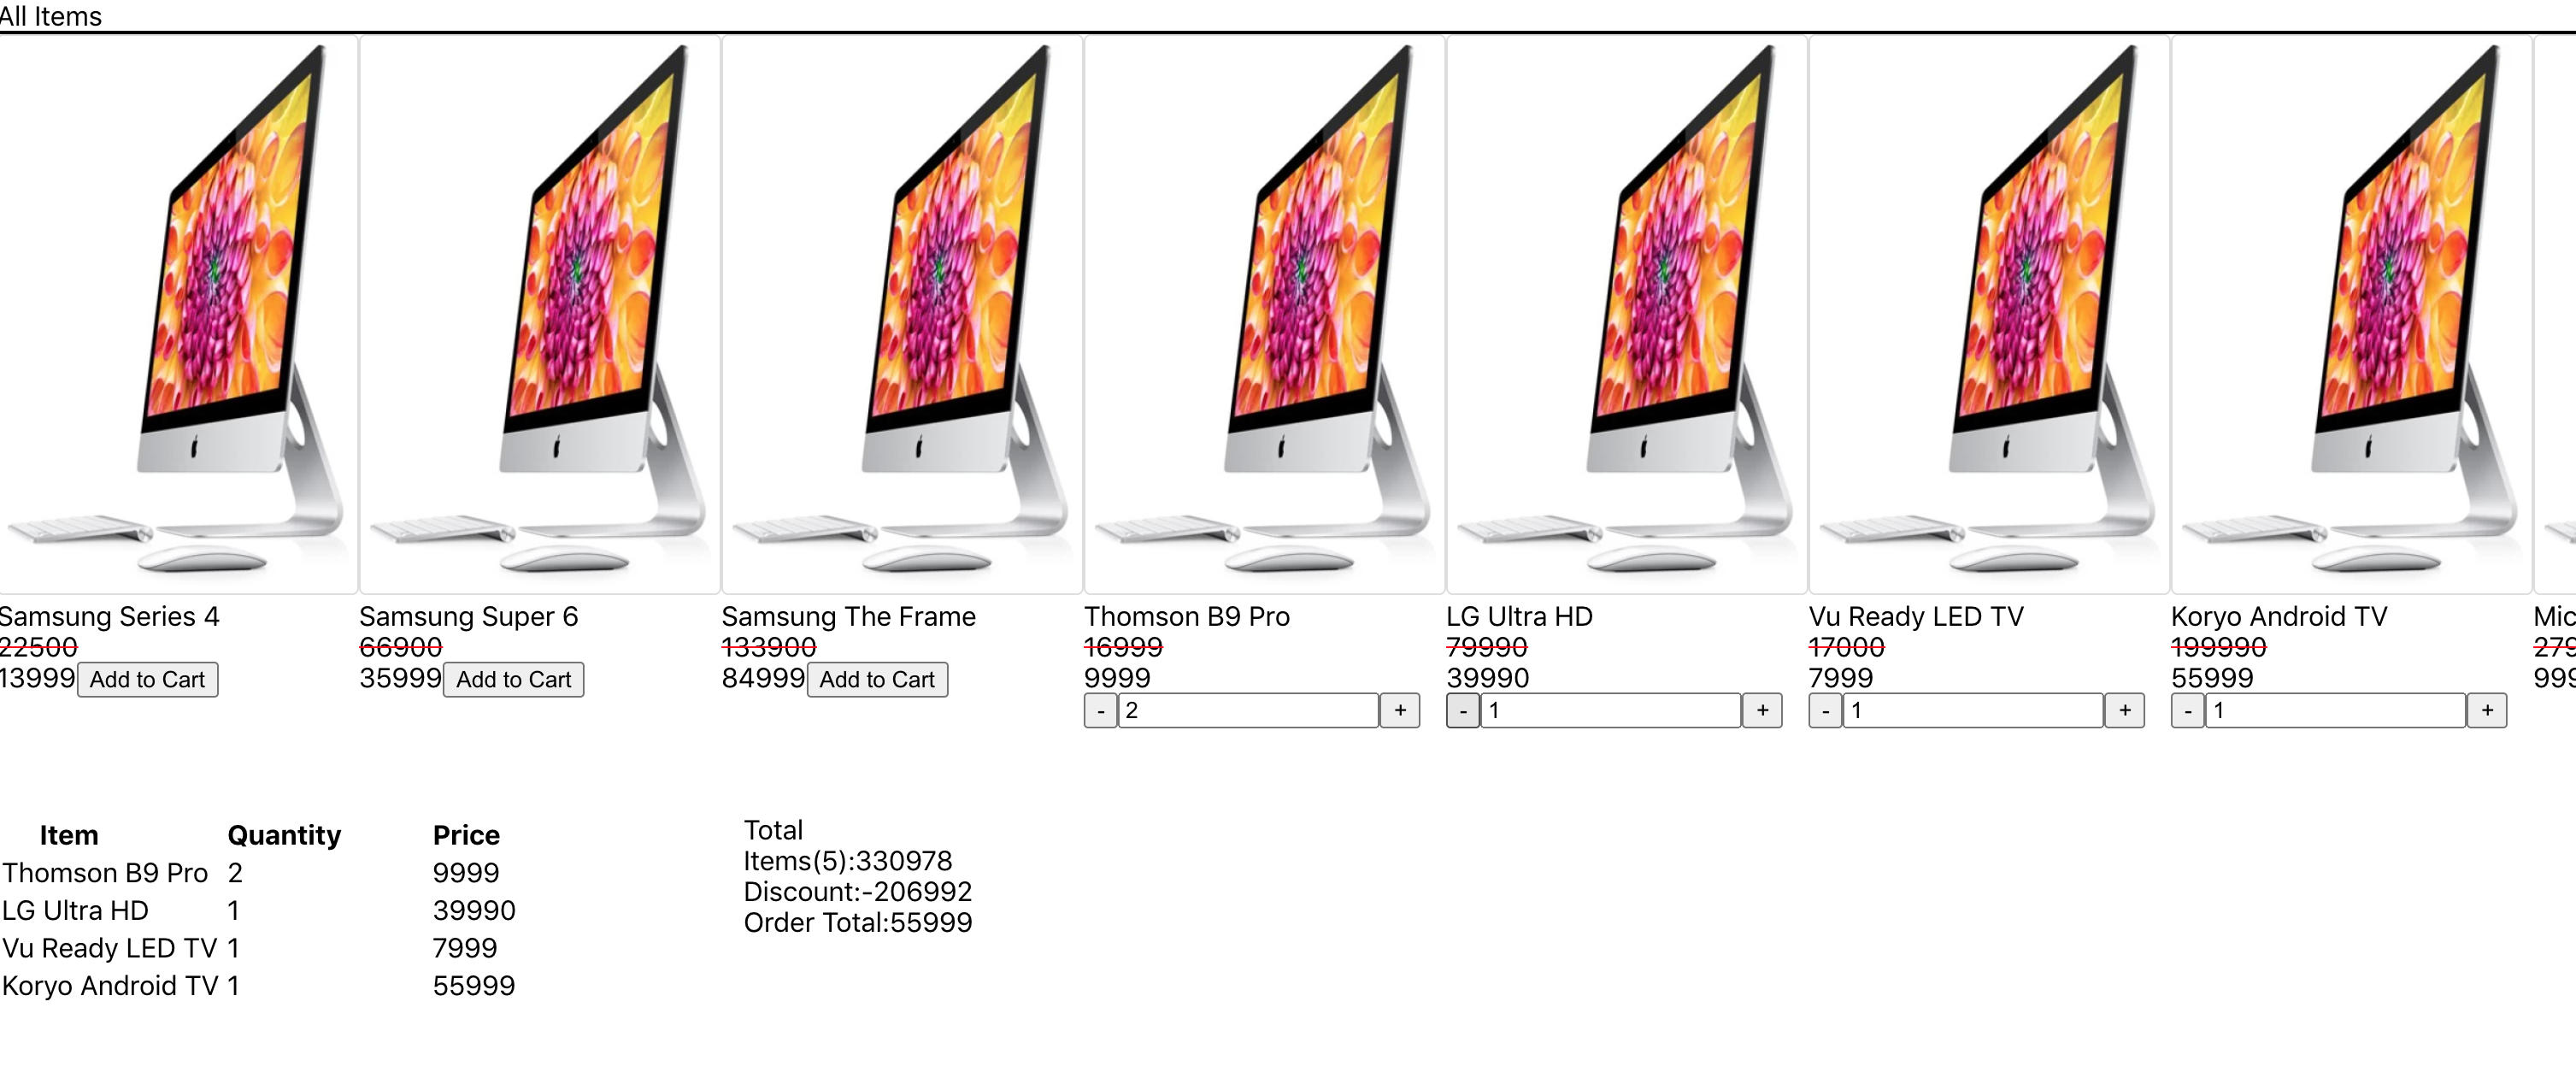 All Items
Samsung Series 4
22500
13999 Add to Cart
Samsung Super 6
66900
35999 Add to Cart
Samsung The Frame
133900
84999 Add to Cart
Thomson B9 Pro
16999
9999
- 2 +
LG Ultra HD
79990
39990
- 1 +
Vu Ready LED TV
17000
7999
- 1 +
Koryo Android TV
199990
55999
- 1 +
Item Quantity Price
Thomson B9 Pro 2 9999
LG Ultra HD 1 39990
Vu Ready LED TV 1 7999
Koryo Android TV 1 55999
Total
Items(5):330978
Discount:-206992
Order Total:55999